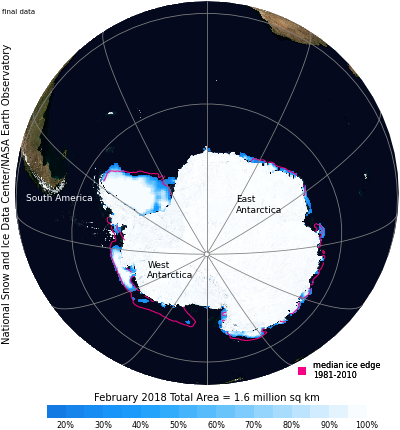 final data
National Snow and Ice Data Center/NASA Earth Observatory
South America
East
Antarctica
West
Antarctica
median ice edge
1981-2010
February 2018 Total Area = 1.6 million sq km
20% 30% 40% 50% 60% 70% 80% 90% 100%